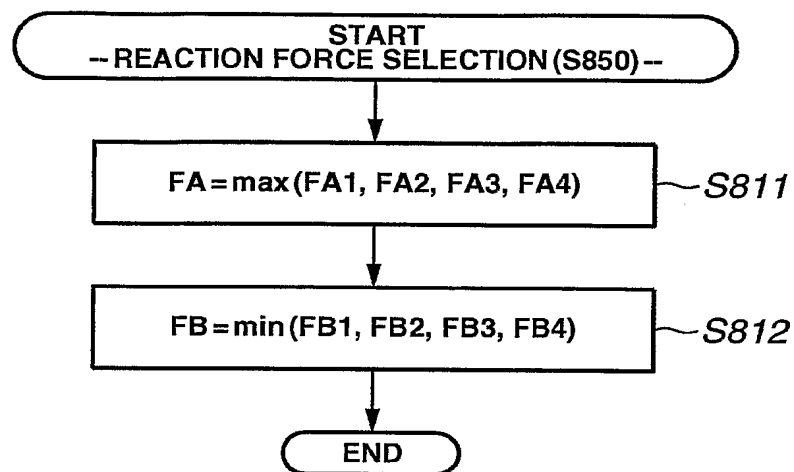 START
--REACTION FORCE SELECTION(S850)--
FA=max(FA1, FA2, FA3, FA4)
S811
FB=min(FB1, FB2, FB3, FB4)
S812
END